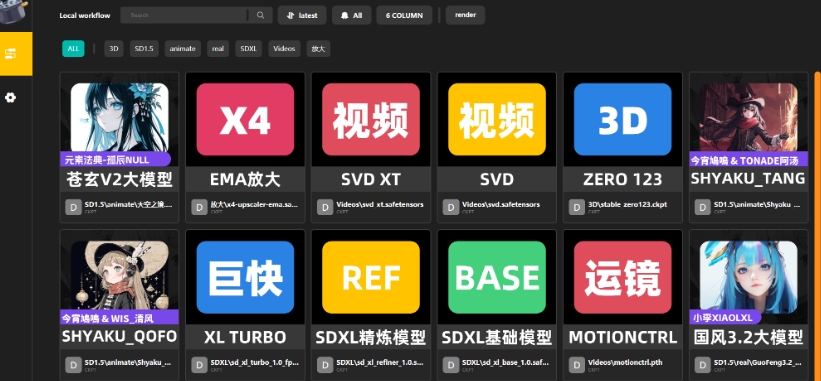 Local workflow
Search
latest
All
6 COLUMN
render
ALL
3D
SD1.5
animate
real
SDXL
Videos
放大
元素法典-孤辰NULL
苍玄V2大模型
D
SD1.5\animate\大空之境....
CKPT
X4
EMA放大
D
放大\x4-upscaler-ema.sa...
CKPT
视频
SVD XT
D
Videos\svd_xt.safetensors
CKPT
视频
SVD
D
Videos\svd.safetensors
CKPT
3D
ZERO 123
D
3D\stable_zero123.ckpt
CKPT
今宵鳩鳴 & TONADE阿汤
SHYAKU_TANG
D
SD1.5\animate\Shyaku_...
CKPT
今宵鳩鳴 & WIS_清风
SHYAKU_QOFO
D
SD1.5\animate\Shyaku_...
CKPT
巨快
XL TURBO
D
SDXL\sd_xl_turbo_1.0_fp...
CKPT
REF
SDXL精炼模型
D
SDXL\sd_xl_refiner_1.0.s...
CKPT
BASE
SDXL基础模型
D
SDXL\sd_xl_base_1.0.saf...
CKPT
运镜
MOTIONCTRL
D
Videos\motionctrl.pth
CKPT
小李XIAOLXL
国风3.2大模型
D
SD1.5\real\GuoFeng3.2_...
CKPT